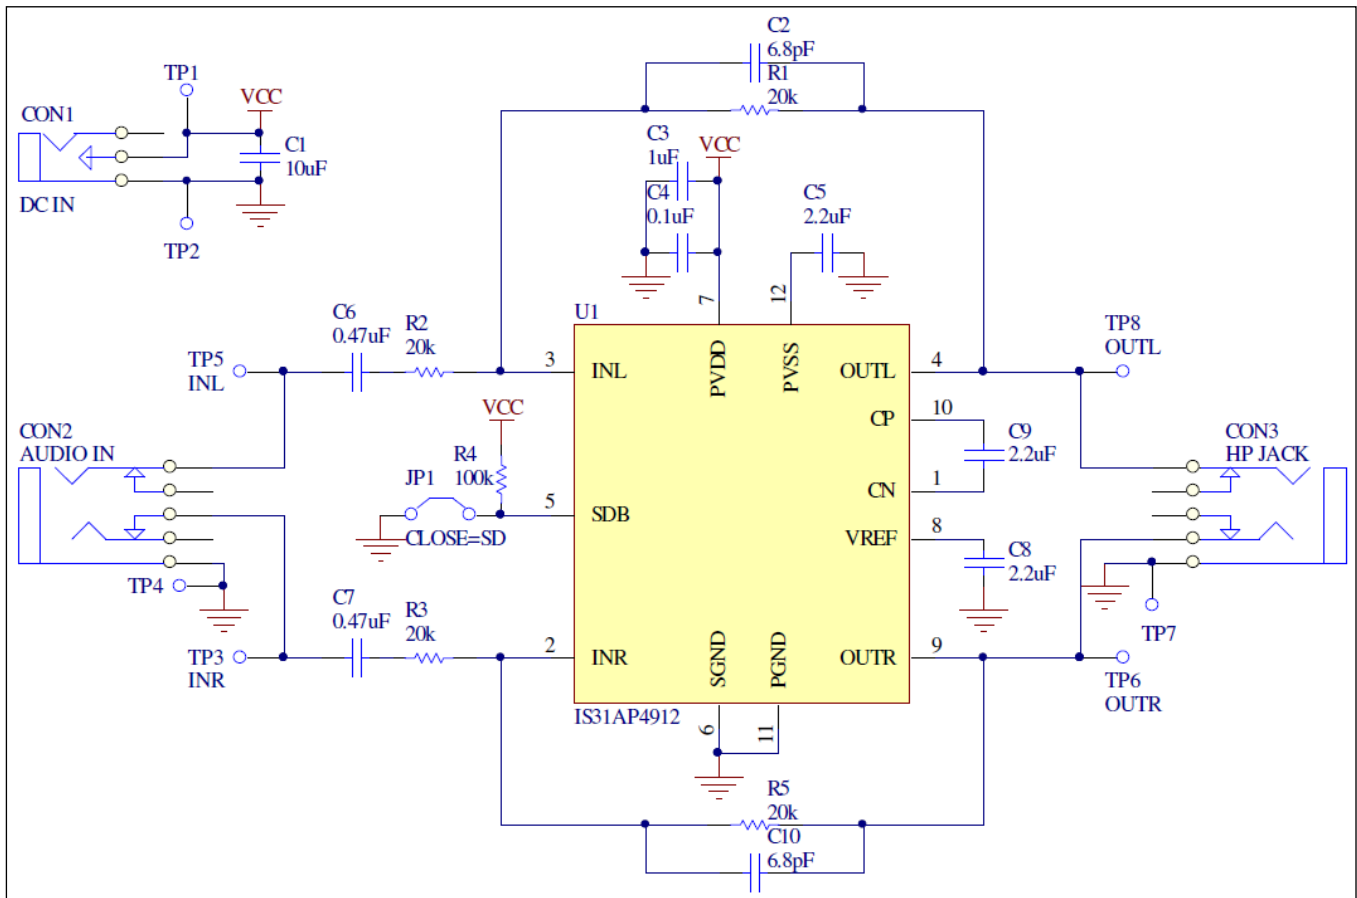 C2
6.8pF
R1
20k
TP1
VCC
CON1
C1
10uF
DC IN
TP2
C3
1uF
VCC
C4
0.1uF
C5
2.2uF
7
12
U1
C6
0.47uF
R2
20k
TP5
INL
3
INL
PVDD
PVSS
OUTL
4
TP8
OUTL
CP
10
VCC
CON2
AUDIO IN
R4
100k
JP1
C9
2.2uF
CON3
HP JACK
CN
1
5
SDB
CLOSE=SD
VREF
8
C8
2.2uF
TP4
TP7
C7
0.47uF
R3
20k
TP3
INR
2
INR
SGND
PGND
OUTR
9
TP6
OUTR
IS31AP4912
6
11
R5
20k
C10
6.8pF